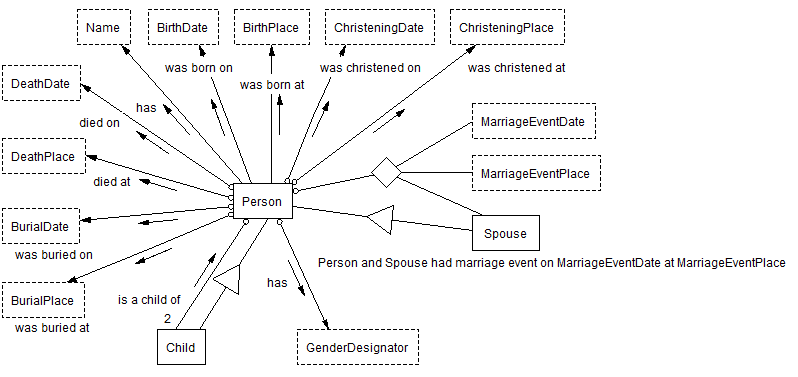 Name
BirthDate
BirthPlace
ChristeningDate
ChristeningPlace
was born on
was born at
was christened on
was christened at
DeathDate
has
died on
MarriageEventDate
DeathPlace
MarriageEventPlace
died at
Person
BurialDate
Spouse
was buried on
Person and Spouse had marriage event on MarriageEventDate at MarriageEventPlace
BurialPlace
is a child of
has
2
was buried at
Child
GenderDesignator